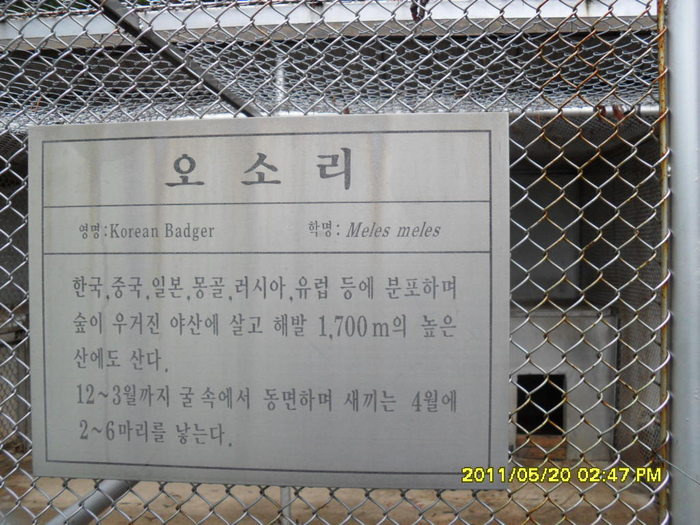 오소리
영명:Korean Badger 학명: Meles meles
한국,중국,일본,몽골,러시아,유럽 등에 분포하며
숲이 우거진 야산에 살고 해발 1,700m의 높은
산에도 산다.
12~3월까지 굴 속에서 동면하며 새끼는 4월에
2~6마리를 낳는다.
2011/05/20 02:47 PM